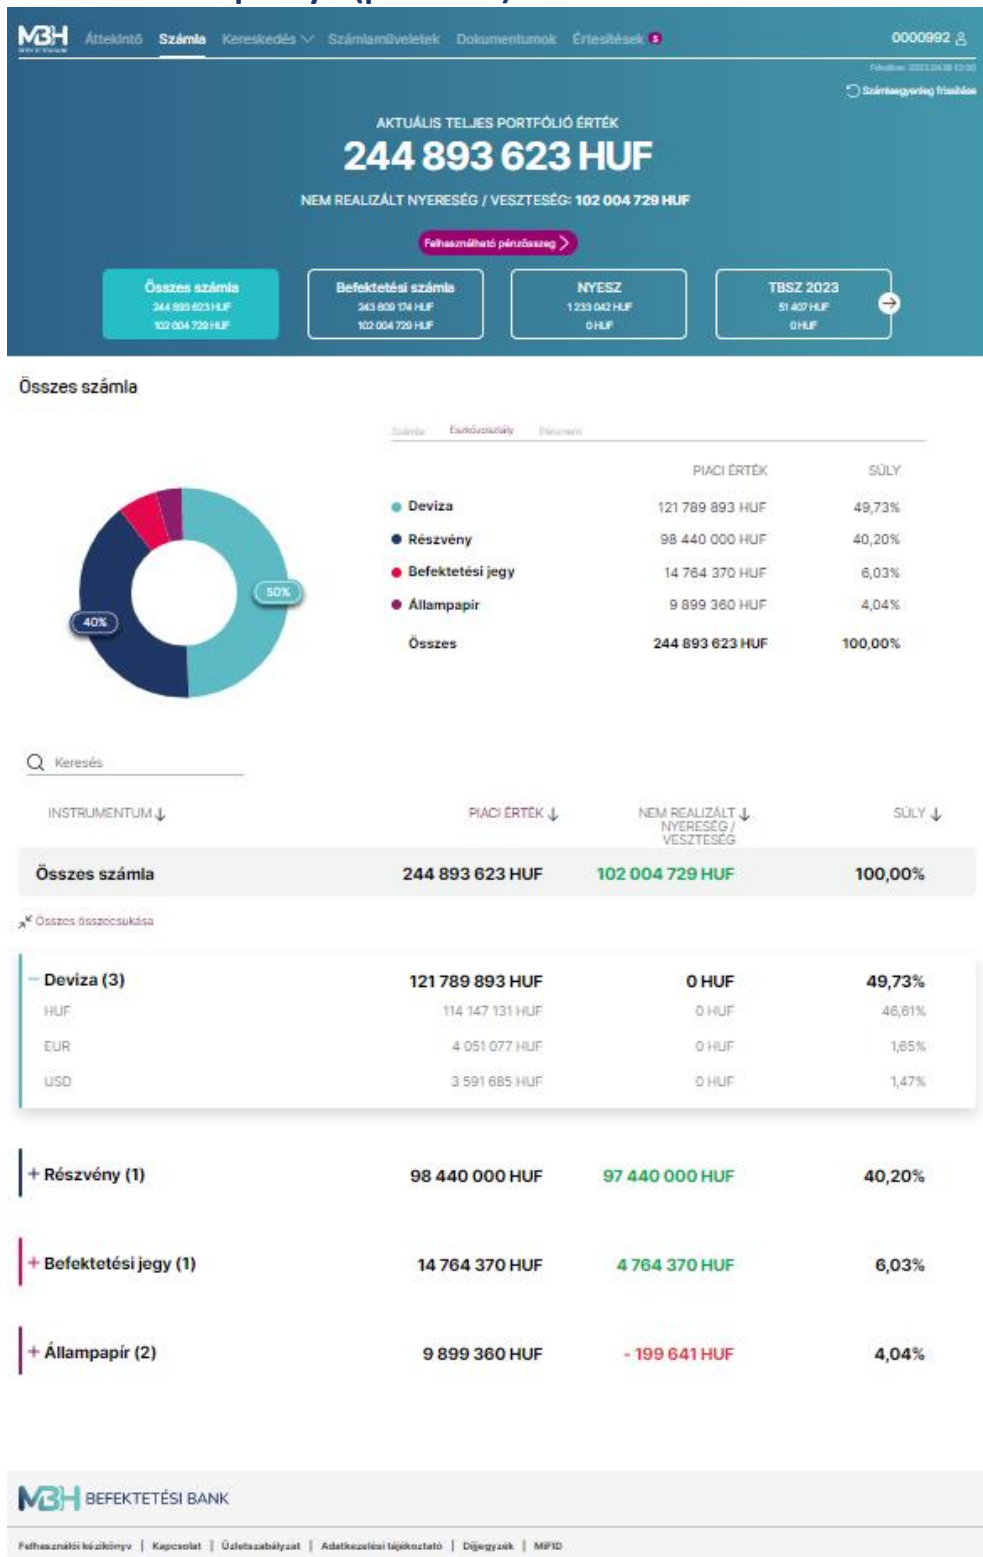 MBH Áttekintő Számla Kereskedés Számlaműveletek Dokumentumok Értesítések 5 0000992
Számlaegyenleg frissítése
AKTUÁLIS TELJES PORTFÓLIÓ ÉRTÉK
244 893 623 HUF
NEM REALIZÁLT NYERESÉG / VESZTESÉG: 102 004 729 HUF
Felhasználható pénzösszeg
Összes számla Befektetési számla NYESZ TBSZ 2023
244 893 623 HUF 243 609 174 HUF 1 233 042 HUF 51 407 HUF
102 004 729 HUF 102 004 729 HUF 0 HUF 0 HUF
Összes számla
Számla Eszközosztály Pénznem
PIACI ÉRTÉK SÚLY
Deviza 121 789 893 HUF 49,73%
Részvény 98 440 000 HUF 40,20%
Befektetési jegy 14 764 370 HUF 6,03%
Állampapír 9 899 360 HUF 4,04%
Összes 244 893 623 HUF 100,00%
50%
40%
Keresés
INSTRUMENTUM PIACI ÉRTÉK NEM REALIZÁLT SÚLY
NYERESÉG /
VESZTESÉG
Összes számla 244 893 623 HUF 102 004 729 HUF 100,00%
Összes összecsukása
Deviza (3) 121 789 893 HUF 0 HUF 49,73%
HUF 114 147 131 HUF 0 HUF 46,61%
EUR 4 051 077 HUF 0 HUF 1,65%
USD 3 591 685 HUF 0 HUF 1,47%
+ Részvény (1) 98 440 000 HUF 97 440 000 HUF 40,20%
+ Befektetési jegy (1) 14 764 370 HUF 4 764 370 HUF 6,03%
+ Állampapír (2) 9 899 360 HUF - 199 641 HUF 4,04%
MBH BEFEKTETÉSI BANK
Felhasználói kézikönyv | Kapcsolat | Üzletszabályzat | Adatkezelési tájékoztató | Díjjegyzék | MiFID